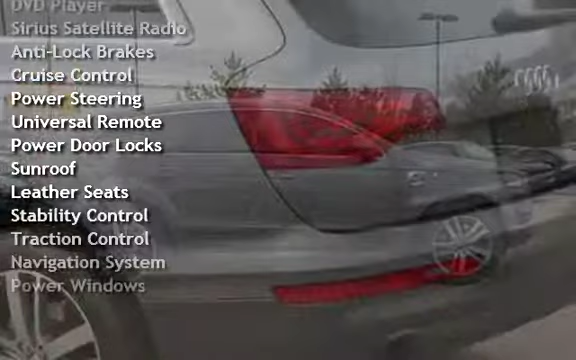 DVD Player
Sirius Satellite Radio
Anti-Lock Brakes
Cruise Control
Power Steering
Universal Remote
Power Door Locks
Sunroof
Leather Seats
Stability Control
Traction Control
Navigation System
Power Windows